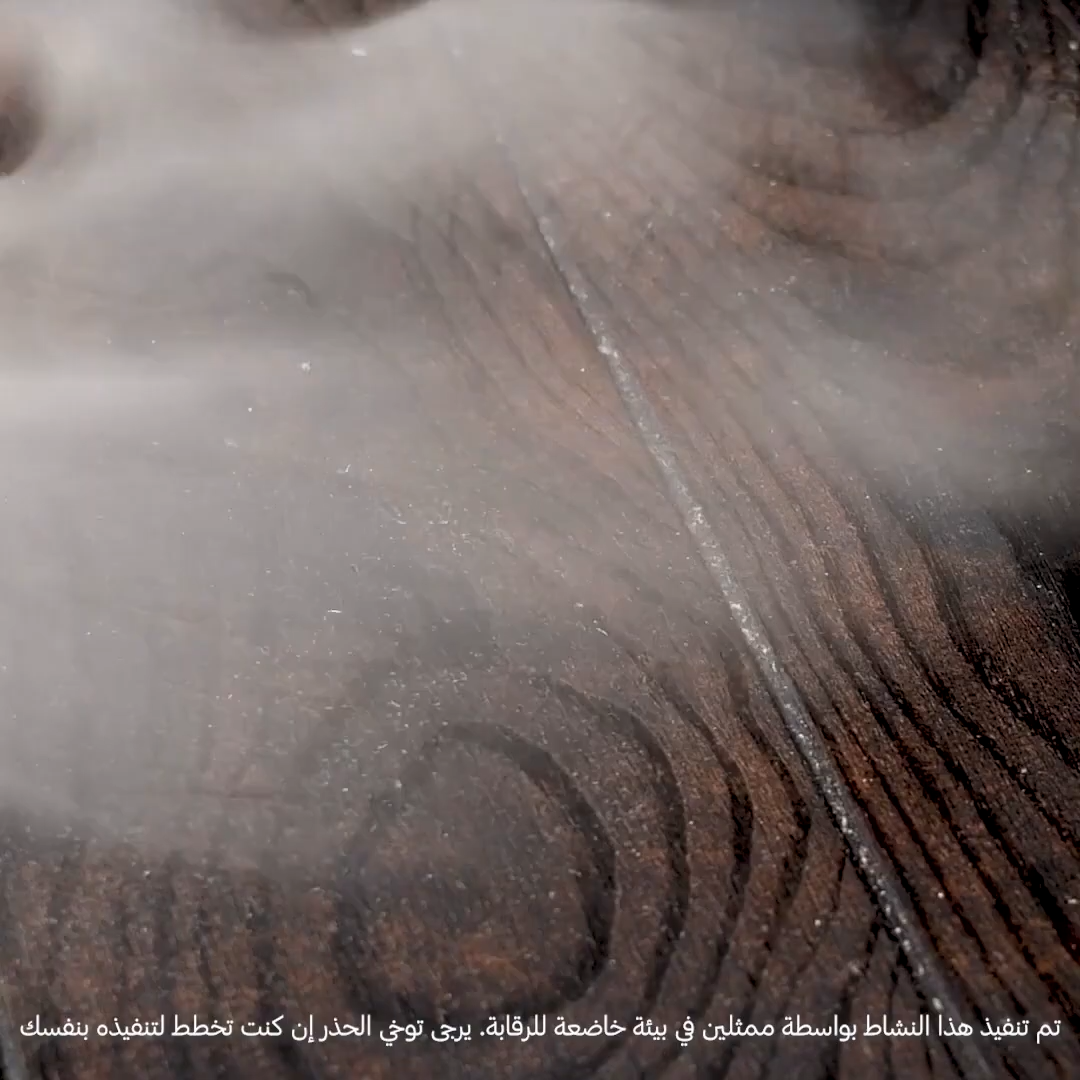 تم تنفيذ هذا النشاط بواسطة ممثلين في بيئة خاضعة للرقابة. يرجى توخي الحذر إن كنت تخطط لتنفيذه بنفسك